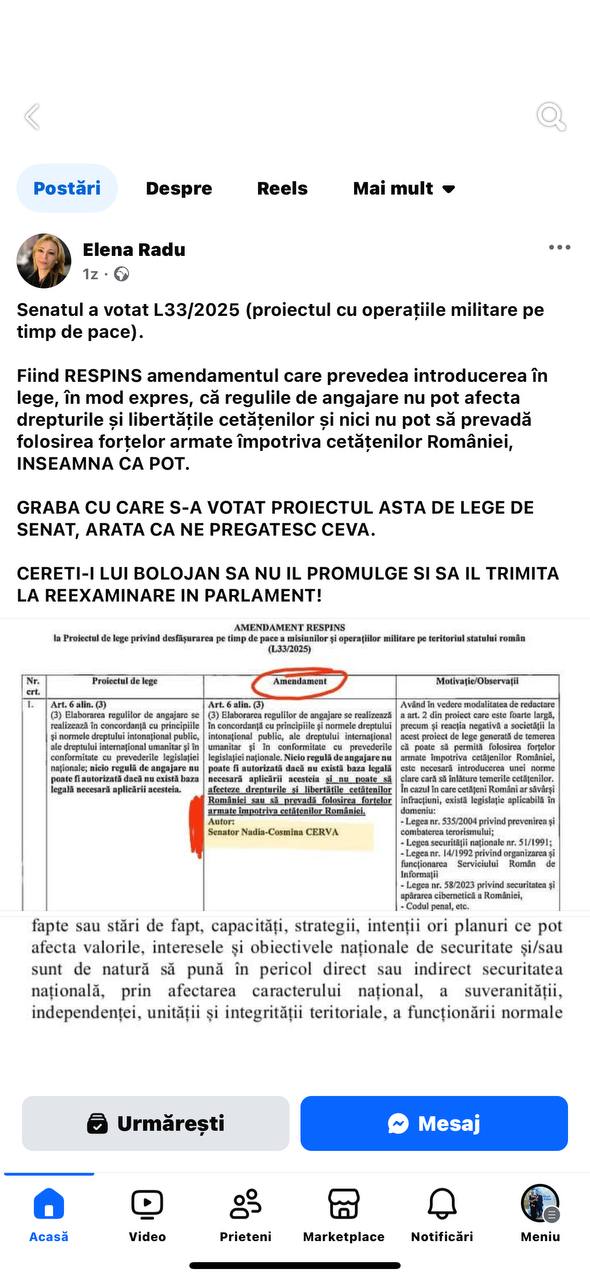 Postări
Despre
Reels
Mai mult
Elena Radu
1z ·
Senatul a votat L33/2025 (proiectul cu operațiile militare pe
timp de pace).
Fiind RESPINS amendamentul care prevedea introducerea în
lege, în mod expres, că regulile de angajare nu pot afecta
drepturile și libertățile cetățenilor și nici nu pot să prevadă
folosirea forțelor armate împotriva cetățenilor României,
INSEAMNA CA POT.
GRABA CU CARE S-A VOTAT PROIECTUL ASTA DE LEGE DE
SENAT, ARATA CA NE PREGATESC CEVA.
CERETI-I LUI BOLOJAN SA NU IL PROMULGE SI SA IL TRIMITA
LA REEXAMINARE IN PARLAMENT!
AMENDAMENT RESPINS
la Proiectul de lege privind desfășurarea pe timp de pace a misiunilor și operațiilor militare pe teritoriul statului român
(L33/2025)
Nr.
crt.
Proiectul de lege
Amendament
Motivație/Observații
1.
Art. 6 alin. (3)
(3) Elaborarea regulilor de angajare se
realizează în concordanță cu principiile
și normele dreptului intonațional public,
ale dreptului internațional umanitar și în
conformitate cu prevederile legislației
naționale; nicio regulă de angajare nu
poate fi autorizată dacă nu există baza
legală necesară aplicării acesteia.
Art. 6 alin. (3)
(3) Elaborarea regulilor de angajare se realizează
în concordanță cu principiile și normele dreptului
intonațional public, ale dreptului internațional
umanitar și în conformitate cu prevederile
legislației naționale. Nicio regulă de angajare nu
poate fi autorizată dacă nu există baza legală
necesară aplicării acesteia și nu poate să
afecteze drepturile și libertățile cetățenilor
României sau să prevadă folosirea forțelor
armate împotriva cetățenilor României.
Autor:
Senator Nadia-Cosmina CERVA
Având în vedere modalitatea de redactare
a art. 2 din proiect care este foarte largă,
precum și reacția negativă a societății la
acest proiect de lege generată de temerea
că poate să permită folosirea forțelor
armate împotriva cetățenilor României,
este necesară introducerea unei norme
clare care să înlăture temerile cetățenilor.
În cazul în care cetățeni Români ar săvârși
infracțiuni, există legislație aplicabilă în
domeniu:
- Legea nr. 535/2004 privind prevenirea și
combaterea terorismului;
- Legea securității naționale nr. 51/1991;
- Legea nr. 14/1992 privind organizarea și
funcționarea Serviciului Român de
Informații
- Legea nr. 58/2023 privind securitatea și
apărarea cibernetică a României,
- Codul penal, etc.
fapte sau stări de fapt, capacități, strategii, intenții ori planuri ce pot
afecta valorile, interesele și obiectivele naționale de securitate și/sau
sunt de natură să pună în pericol direct sau indirect securitatea
națională, prin afectarea caracterului național, a suveranității,
independenței, unității și integrității teritoriale, a funcționării normale
Urmărești
Mesaj
Acasă
Video
Prieteni
Marketplace
Notificări
Meniu